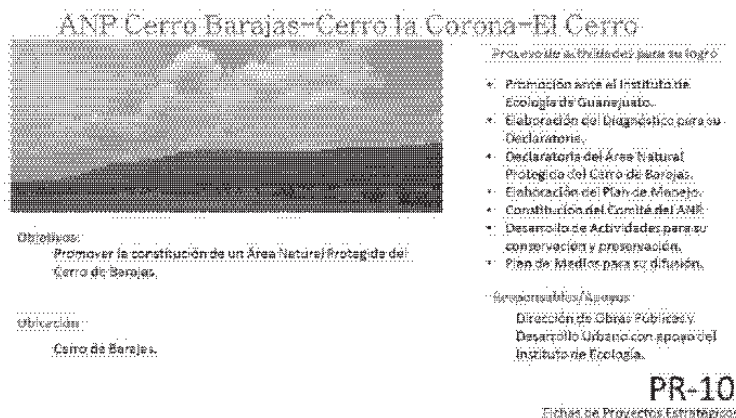 ANP Cerro Barajas-Cerro la Corona-El Cerro
Objetivos:
Promover la constitución de un Área Natural Protegida del
Cerro de Barajas.
Ubicación
Cerro de Barajas.
Proceso de actividades para su logro
• Promoción ante el Instituto de
Ecología de Guanajuato.
• Elaboración del Diagnóstico para su
Declaratoria.
• Declaratoria del Área Natural
Protegida del Cerro de Barajas.
• Elaboración del Plan de Manejo.
• Constitución del Comité del ANP.
• Desarrollo de Actividades para su
conservación y preservación.
• Plan de Medios para su difusión.
Responsables/Apoyos
Dirección de Obras Públicas y
Desarrollo Urbano con apoyo del
Instituto de Ecología.
PR-10
Fichas de Proyectos Estratégicos